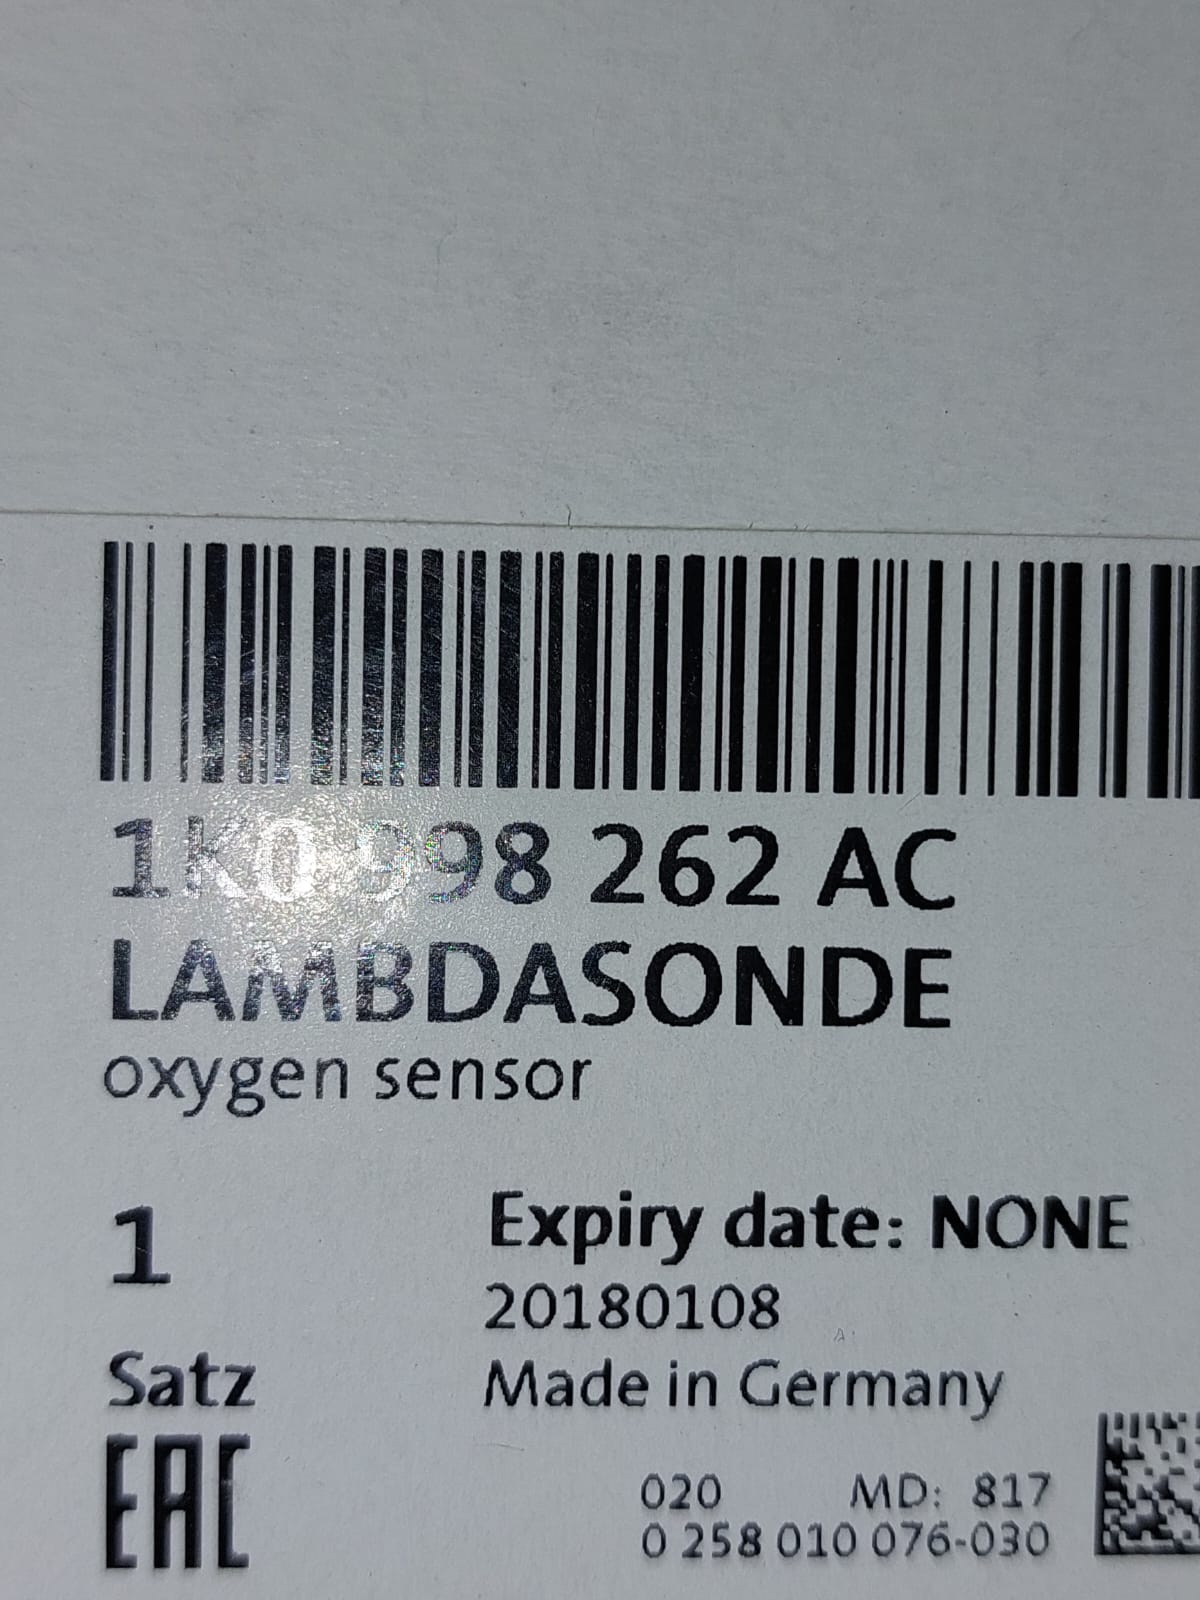 1K0 998 262 AC
LAMBDASONDE
oxygen sensor
1
Expiry date: NONE
20180108
Satz
Made in Germany
EAC
020 MD: 817
0 258 010 076-030